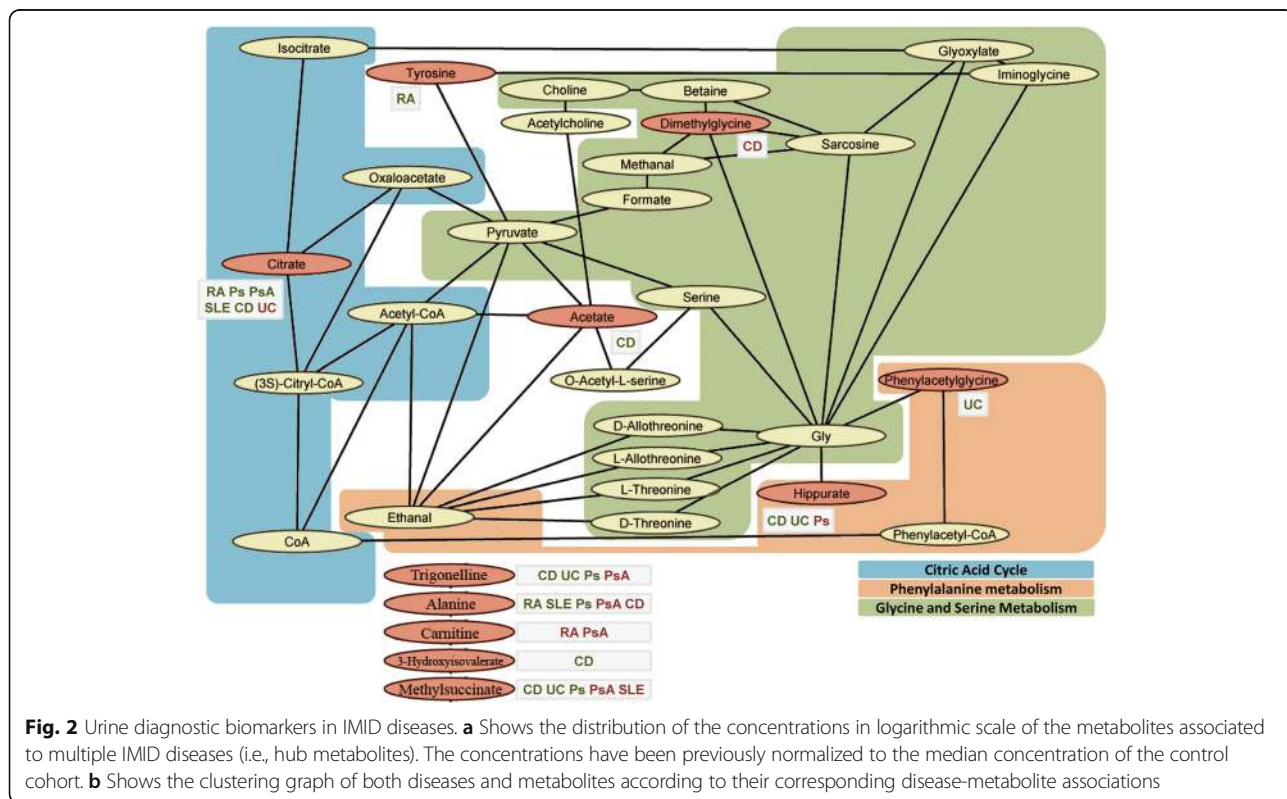 Isocitrate
Glyoxylate
Tyrosine
Iminoglycine
RA
Choline
Betaine
Acetylcholine
Dimethylglycine
CD
Sarcosine
Methanal
Oxaloacetate
Formate
Pyruvate
Citrate
RA Ps PsA
SLE CD UC
Serine
Acetyl-CoA
Acetate
CD
(3S)-Citryl-CoA
O-Acetyl-L-serine
Phenylacetylglycine
UC
D-Allothreonine
Gly
L-Allothreonine
L-Threonine
Hippurate
CD UC Ps
Ethanal
D-Threonine
CoA
Phenylacetyl-CoA
Trigonelline CD UC Ps PsA
Alanine RA SLE Ps PsA CD
Carnitine RA PsA
3-Hydroxyisovalerate CD
Methylsuccinate CD UC Ps PsA SLE
Citric Acid Cycle
Phenylalanine metabolism
Glycine and Serine Metabolism
Fig. 2 Urine diagnostic biomarkers in IMID diseases. a Shows the distribution of the concentrations in logarithmic scale of the metabolites associated
to multiple IMID diseases (i.e., hub metabolites). The concentrations have been previously normalized to the median concentration of the control
cohort. b Shows the clustering graph of both diseases and metabolites according to their corresponding disease-metabolite associations